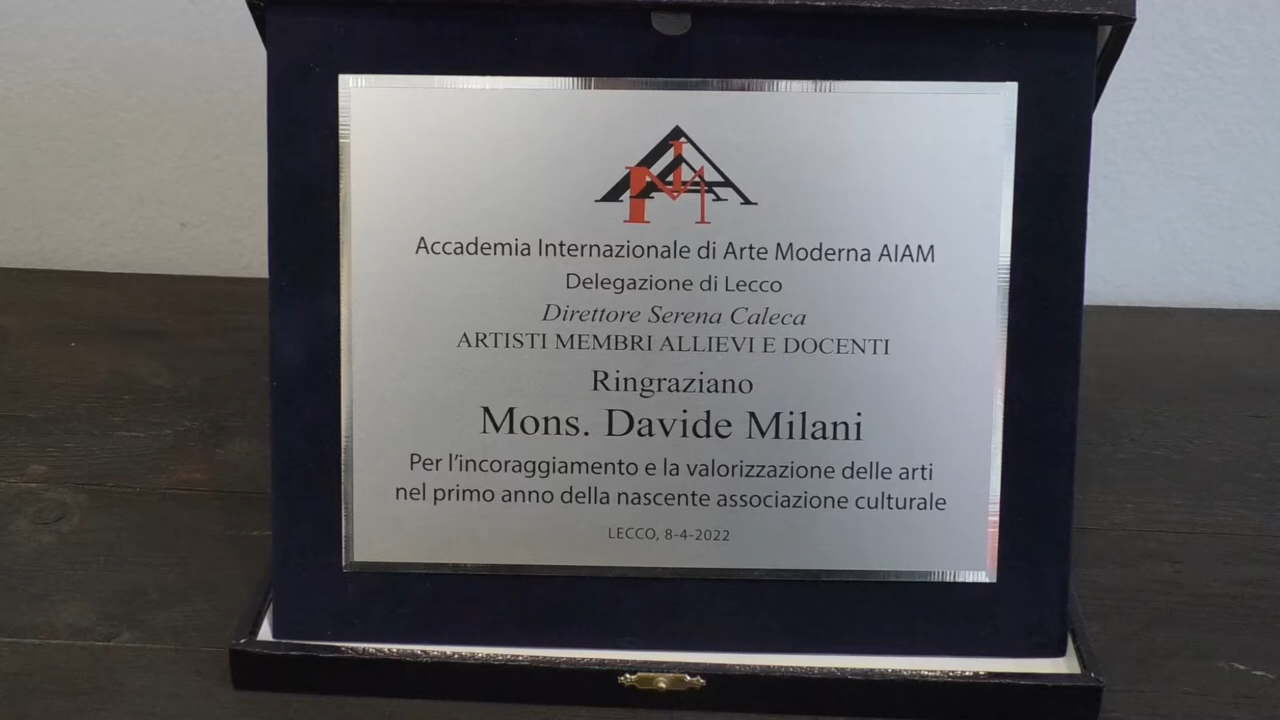 AIAM
Accademia Internazionale di Arte Moderna AIAM
Delegazione di Lecco
Direttore Serena Caleca
ARTISTI MEMBRI ALLIEVI E DOCENTI
Ringraziano
Mons. Davide Milani
Per l'incoraggiamento e la valorizzazione delle arti
nel primo anno della nascente associazione culturale
LECCO, 8-4-2022